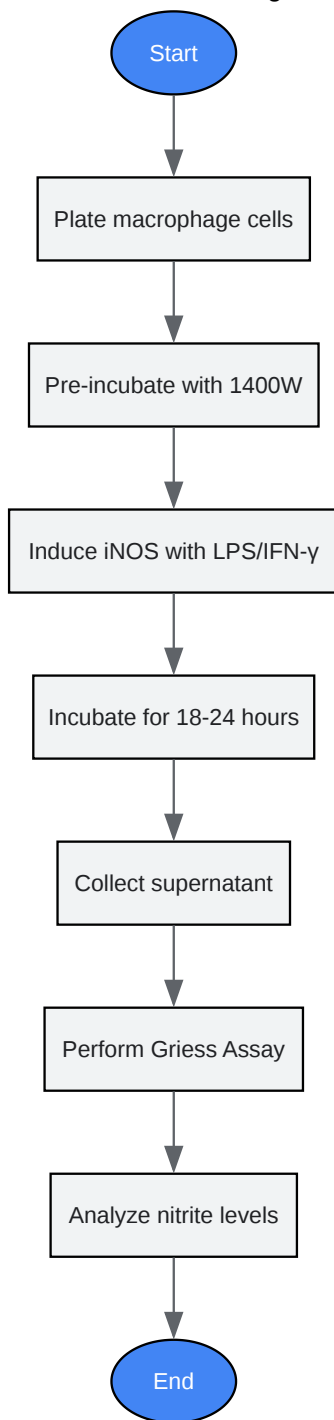 Start
Plate macrophage cells
Pre-incubate with 1400W
Induce iNOS with LPS/IFN-γ
Incubate for 18-24 hours
Collect supernatant
Perform Griess Assay
Analyze nitrite levels
End